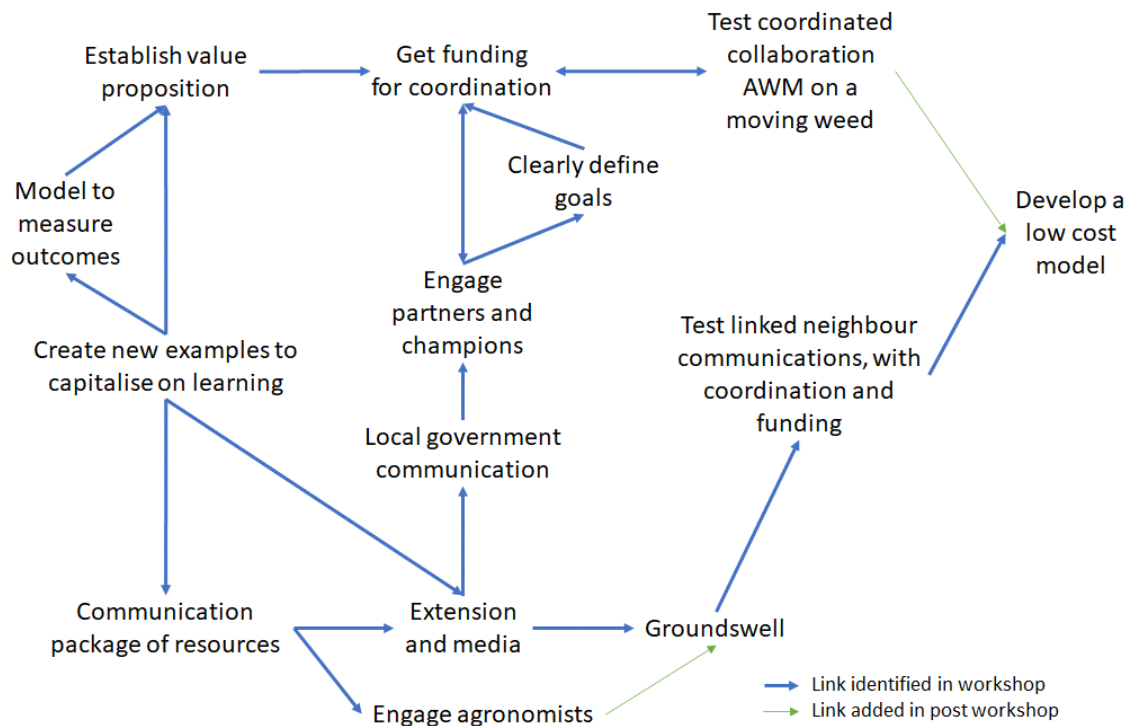 Establish value
proposition
Get funding
for coordination
Test coordinated
collaboration
AWM on a
moving weed
Clearly define
goals
Model to
measure
outcomes
Develop a
low cost
model
Engage
partners and
champions
Create new examples to
capitalise on learning
Test linked neighbour
communications, with
coordination and
funding
Local government
communication
Communication
package of resources
Extension
and media
Groundswell
Engage agronomists
Link identified in workshop
Link added in post workshop